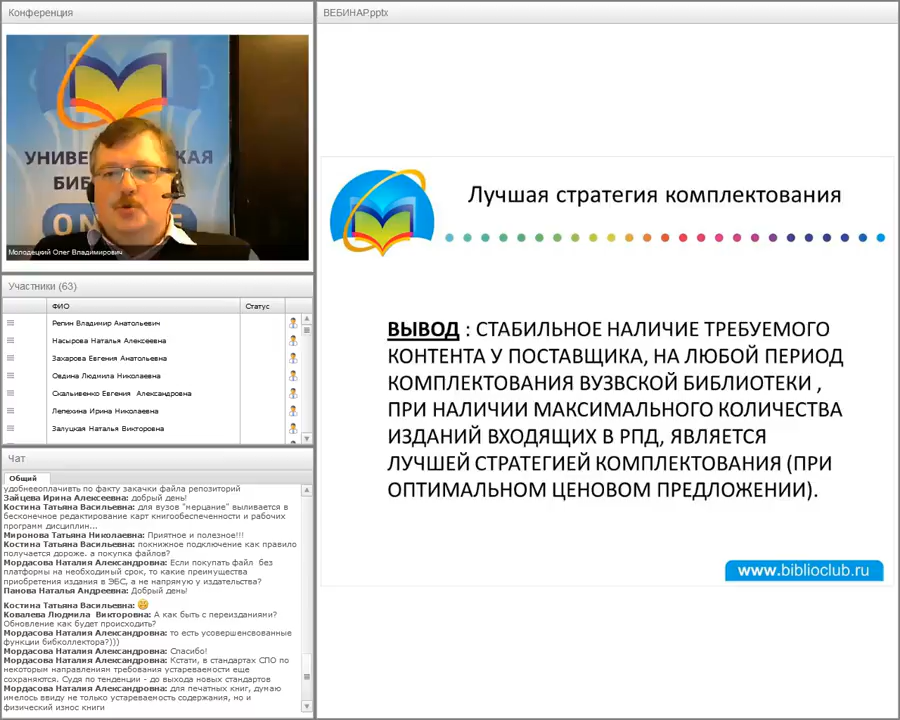 Конференция
УНИВЕ СКАЯ
БИБ
ON E
Молодецкий Олег Владимирович
Участники (63)
ФИО Статус
Репин Владимир Анатольевич
Насырова Наталья Алексеевна
Захарова Евгения Анатольевна
Овдина Людмила Николаевна
Скальвенко Евгения Александровна
Лепехина Ирина Николаевна
Залуцкая Наталья Викторовна
Чат
Общий
удобнееоплачивть по факту закачки файла репозиторий
Зайцева Ирина Алексеевна: добрый день!
Костина Татьяна Васильевна: для вузов "мерцание" выливается в
бесконечное редактирование карт книгообеспеченности и рабочих
программ дисциплин...
Миронова Татьяна Николаевна: Приятное и полезное!!!
Костина Татьяна Васильевна: покнижное подключение как правило
получается дороже. а покупка файлов?
Мордасова Наталия Александровна: Если покупать файл без
платформы на необходимый срок, то какие преимущества
приобретения издания в ЭБС, а не напрямую у издательства?
Панова Наталья Андреевна: Добрый день!
Костина Татьяна Васильевна:
Ковалева Людмила Викторовна: А как быть с переизданиями?
Обновление как будет происходить?
Мордасова Наталия Александровна: то есть усовершенсвованные
функции бибколлектора?)))
Мордасова Наталия Александровна: Спасибо!
Мордасова Наталия Александровна: Кстати, в стандартах СПО по
некоторым направлениям требования устареваемости еще
сохраняются. Судя по тенденции - до выхода новых стандартов
Мордасова Наталия Александровна: для печатных книг, думаю
имелось ввиду не только устареваемость содержания, но и
физический износ книги
ВЕБИНАР.pptx
Лучшая стратегия комплектования
ВЫВОД : СТАБИЛЬНОЕ НАЛИЧИЕ ТРЕБУЕМОГО
КОНТЕНТА У ПОСТАВЩИКА, НА ЛЮБОЙ ПЕРИОД
КОМПЛЕКТОВАНИЯ ВУЗВСКОЙ БИБЛИОТЕКИ ,
ПРИ НАЛИЧИИ МАКСИМАЛЬНОГО КОЛИЧЕСТВА
ИЗДАНИЙ ВХОДЯЩИХ В РПД, ЯВЛЯЕТСЯ
ЛУЧШЕЙ СТРАТЕГИЕЙ КОМПЛЕКТОВАНИЯ (ПРИ
ОПТИМАЛЬНОМ ЦЕНОВОМ ПРЕДЛОЖЕНИИ).
www.biblioclub.ru